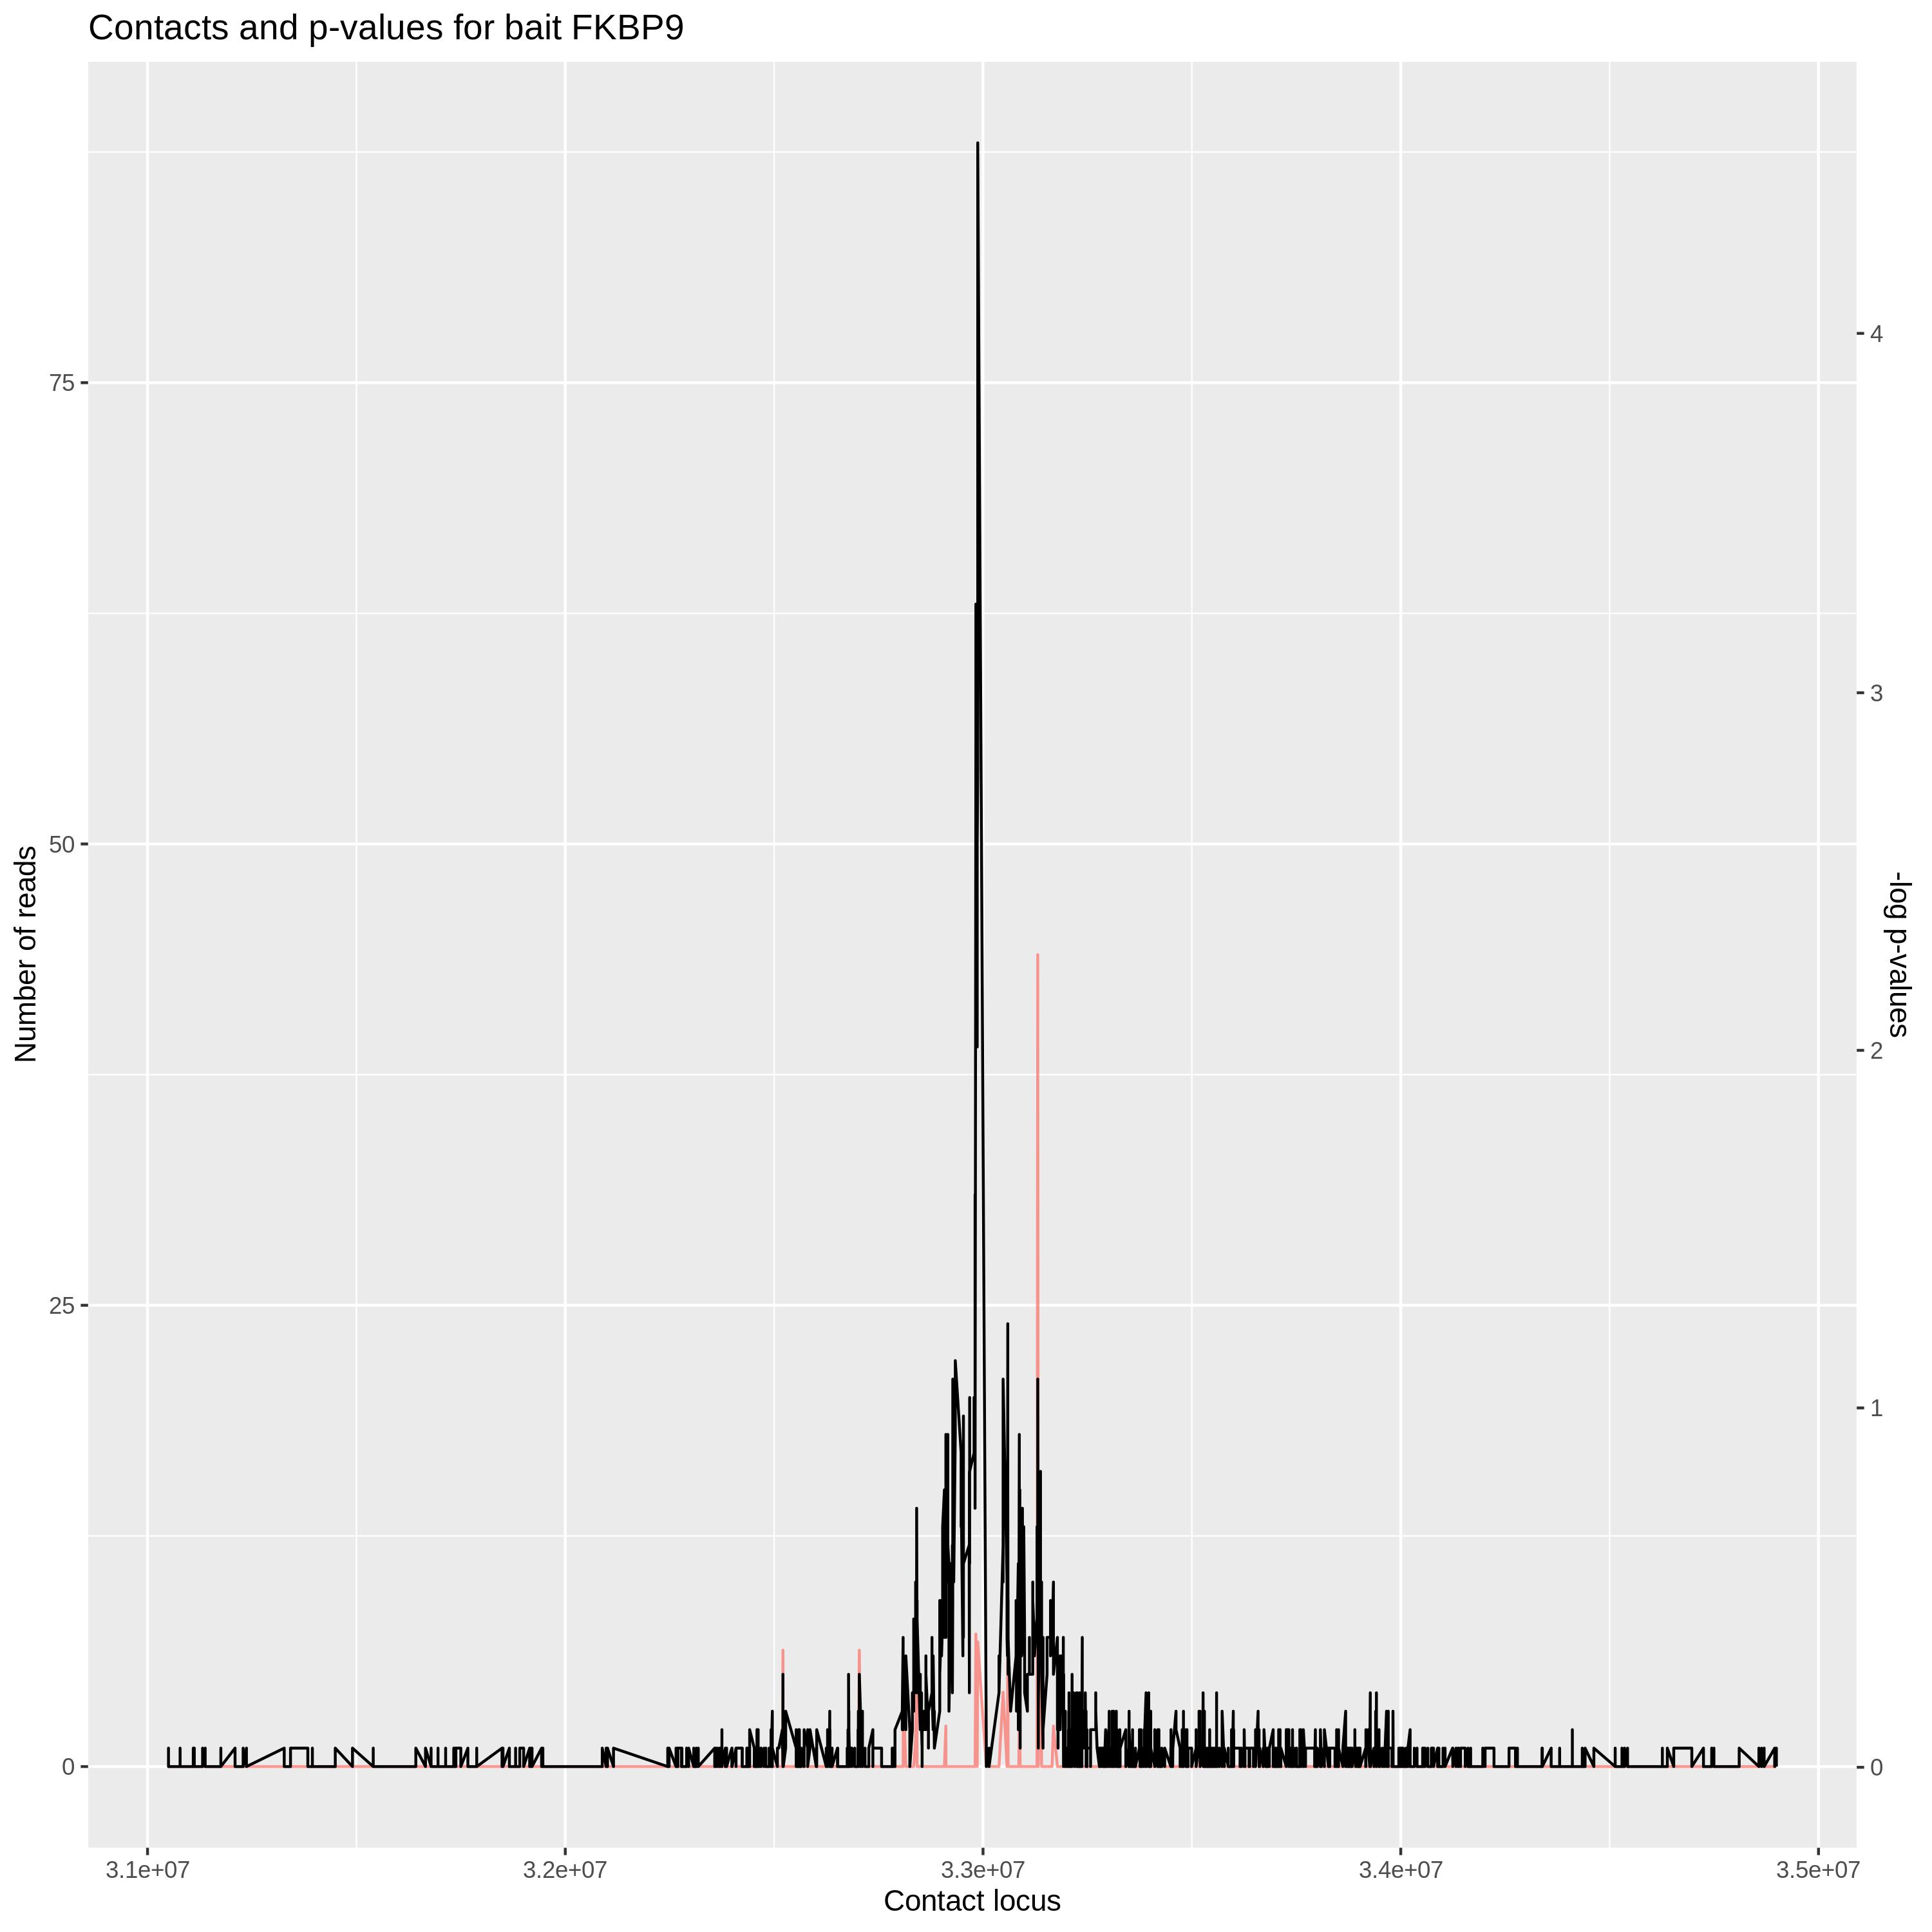 Contacts and p-values for bait FKBP9
Number of reads
75
50
25
0
4
3
2
1
0
-log p-values
3.1e+07
3.2e+07
3.3e+07
3.4e+07
3.5e+07
Contact locus